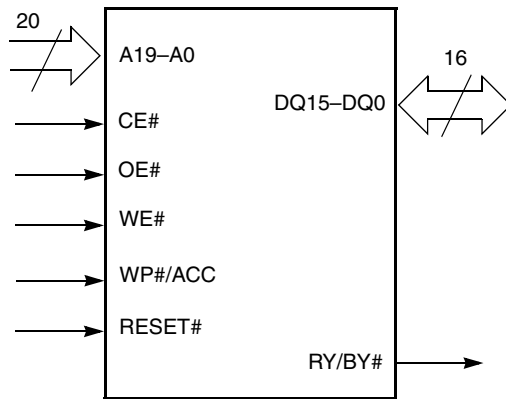 20
A19–A0
16
DQ15–DQ0
CE#
OE#
WE#
WP#/ACC
RESET#
RY/BY#